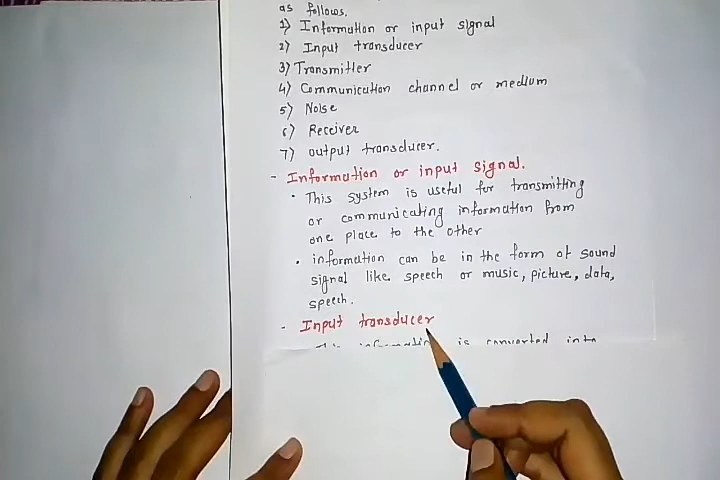 as follows.
1) Information or input signal
2) Input transducer
3) Transmitter
4) Communication channel or medium
5) Noise
6) Receiver
7) output transducer.
- Information or input signal.
• This system is useful for transmitting
or communicating information from
one place to the other
• information can be in the form of sound
signal like speech or music, picture, data,
speech.
- Input transducer
is converted into